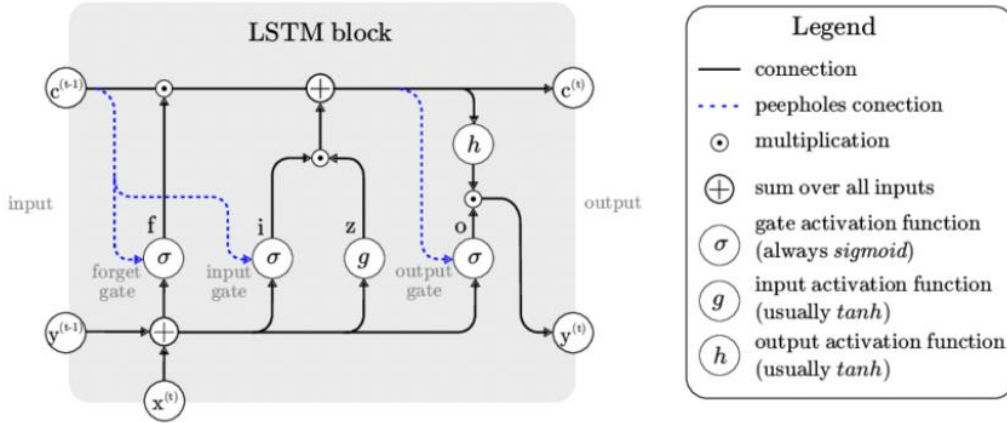 LSTM block
c(t-1)
c(t)
h
input
output
f
i
z
o
σ
σ
g
σ
forget
gate
input
gate
output
gate
y(t-1)
y(t)
x(t)
Legend
connection
peepholes conection
multiplication
sum over all inputs
σ
gate activation function
(always sigmoid)
g
input activation function
(usually tanh)
h
output activation function
(usually tanh)